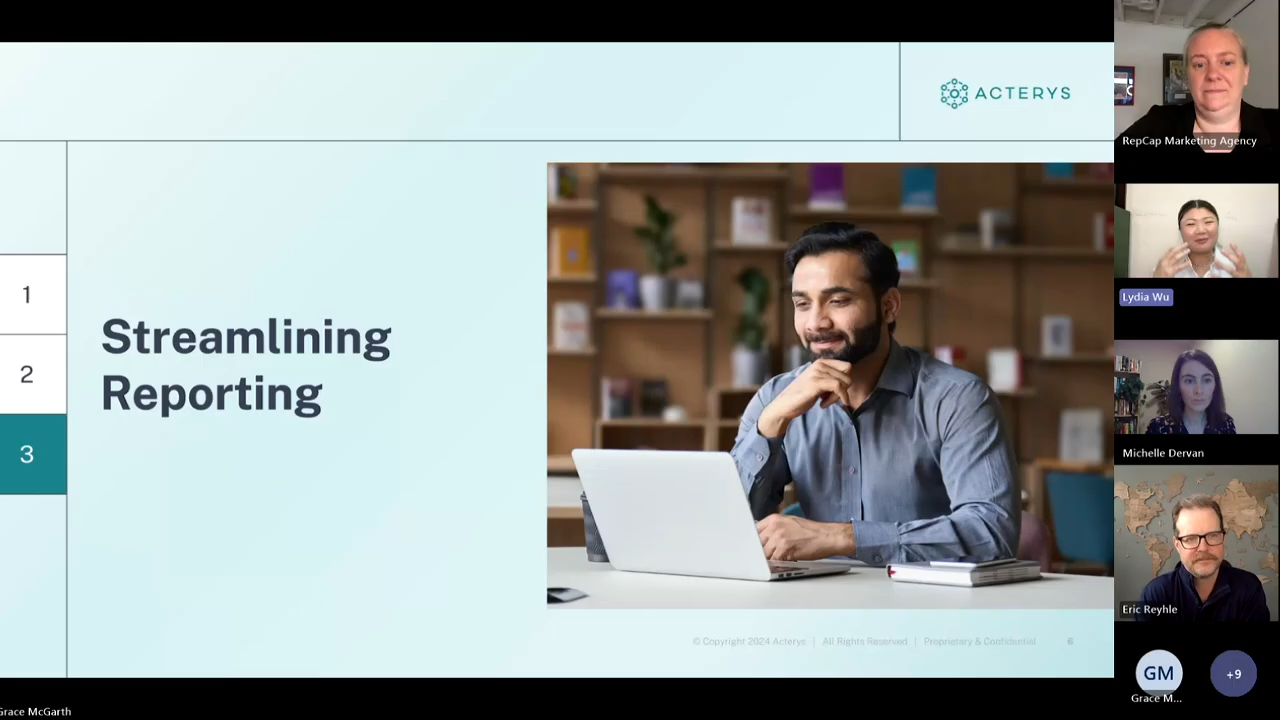 ACTERYS
1
2
3
Streamlining
Reporting
© Copyright 2024 Acterys | All Rights Reserved | Proprietary & Confidential 6
RepCap Marketing Agency
Lydia Wu
Michelle Dervan
Eric Reyhle
GM
+9
Grace M...
Grace McGarth